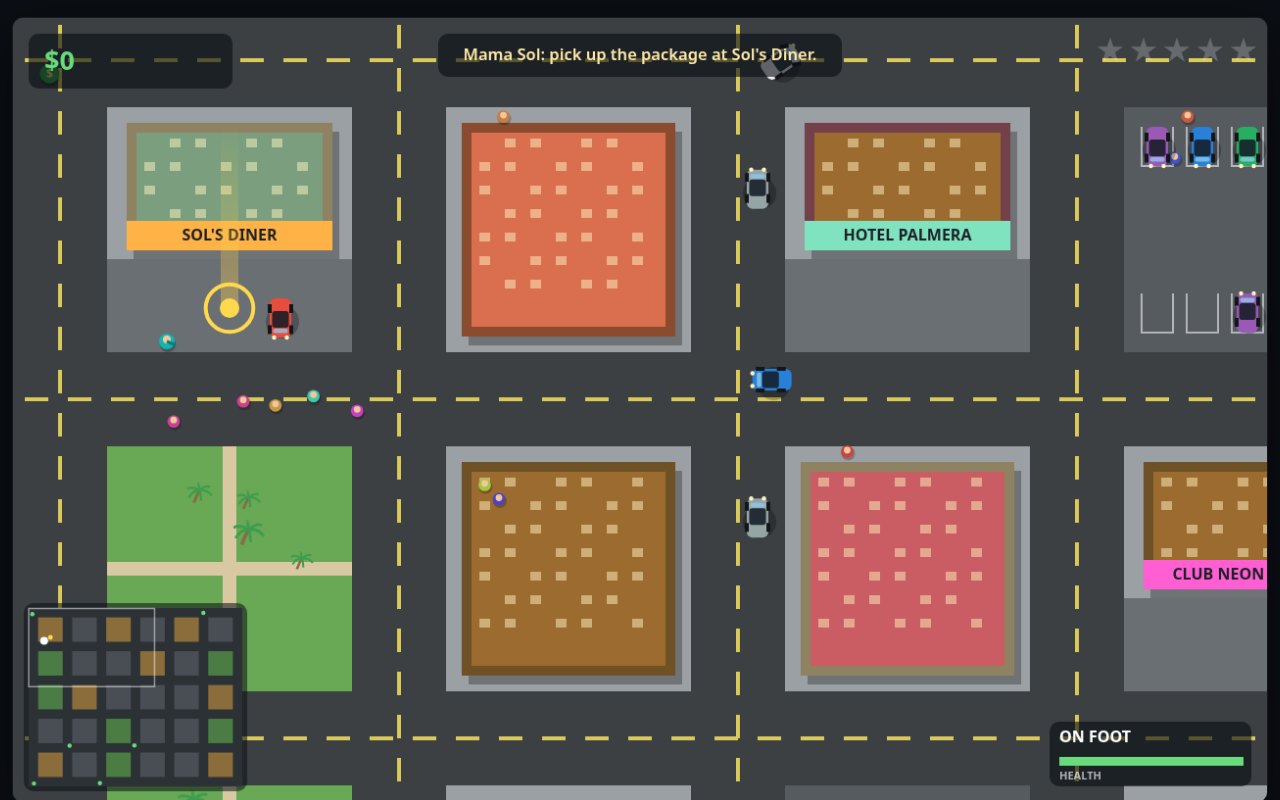 $0
Mama Sol: pick up the package at Sol's Diner.
SOL'S DINER
HOTEL PALMERA
CLUB NEON
ON FOOT
HEALTH